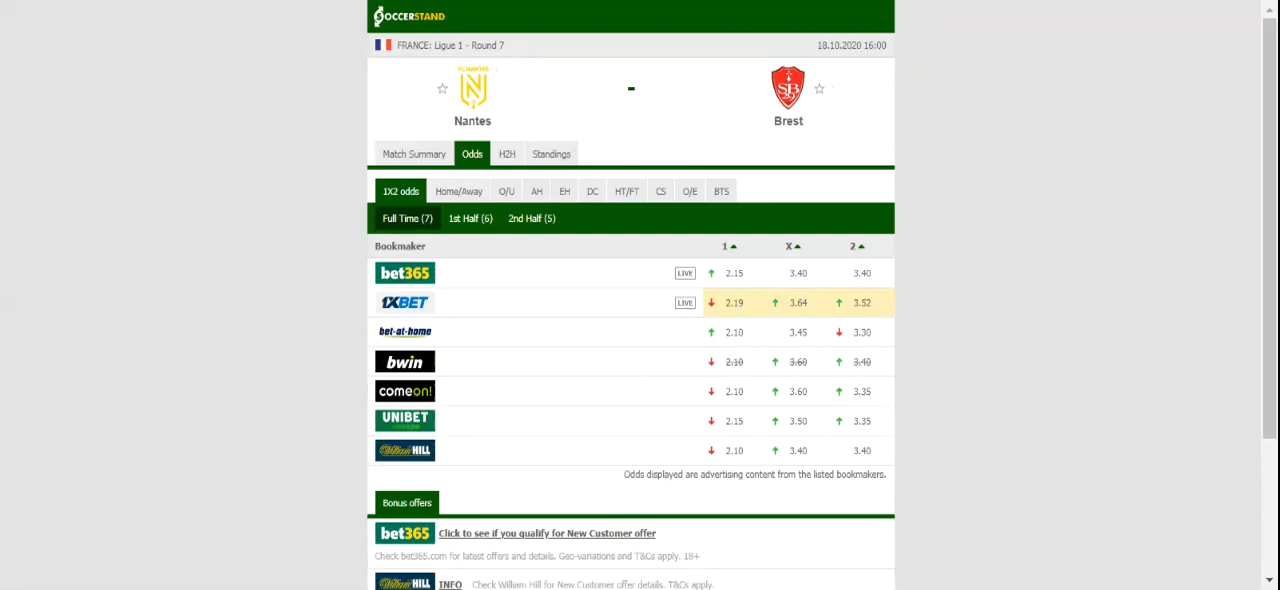 SOCCERSTAND
FRANCE: Ligue 1 - Round 7 18.10.2020 16:00
FC NANTES
Nantes - Brest
Match Summary Odds H2H Standings
1X2 odds Home/Away O/U AH EH DC HT/FT CS O/E BTS
Full Time (7) 1st Half (6) 2nd Half (5)
Bookmaker 1 X 2
bet365 LIVE 2.15 3.40 3.40
1XBET LIVE 2.19 3.64 3.52
bet-at-home 2.10 3.45 3.30
bwin 2.10 3.60 3.40
comeon! 2.10 3.60 3.35
UNIBET 2.15 3.50 3.35
William HILL 2.10 3.40 3.40
Odds displayed are advertising content from the listed bookmakers.
Bonus offers
bet365 Click to see if you qualify for New Customer offer
Check bet365.com for latest offers and details. Geo-variations and T&Cs apply. 18+
William HILL INFO Check William Hill for New Customer offer details. T&Cs apply.